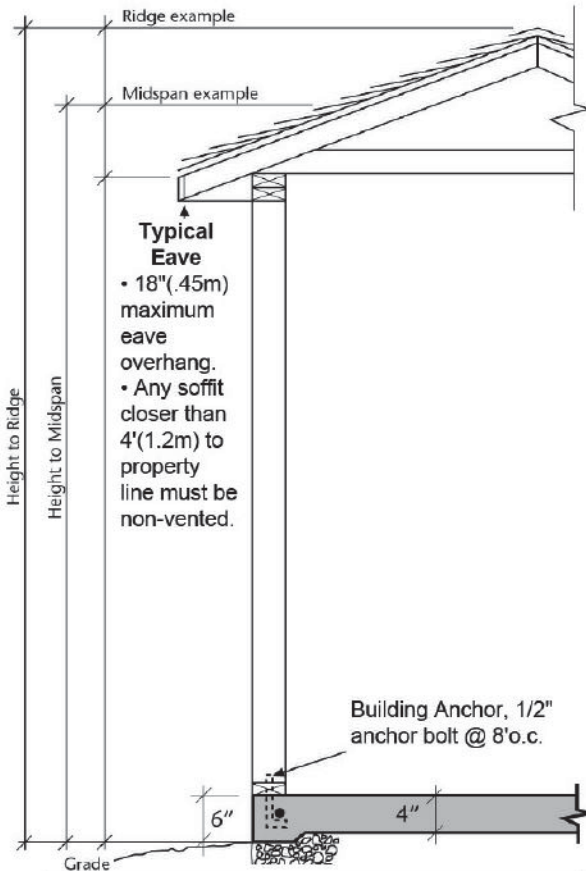 Ridge example
Midspan example
Typical
Eave
• 18"(.45m)
maximum
eave
overhang.
• Any soffit
closer than
4'(1.2m) to
property
line must be
non-vented.
Height to Ridge
Height to Midspan
Building Anchor, 1/2"
anchor bolt @ 8'o.c.
6"
4"
Grade